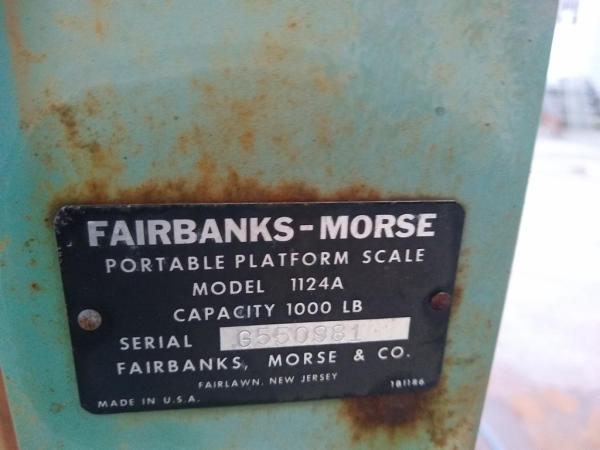 FAIRBANKS-MORSE
PORTABLE PLATFORM SCALE
MODEL 1124A
CAPACITY 1000 LB
SERIAL G550981
FAIRBANKS, MORSE & CO.
FAIRLAWN, NEW JERSEY
181186
MADE IN U.S.A.